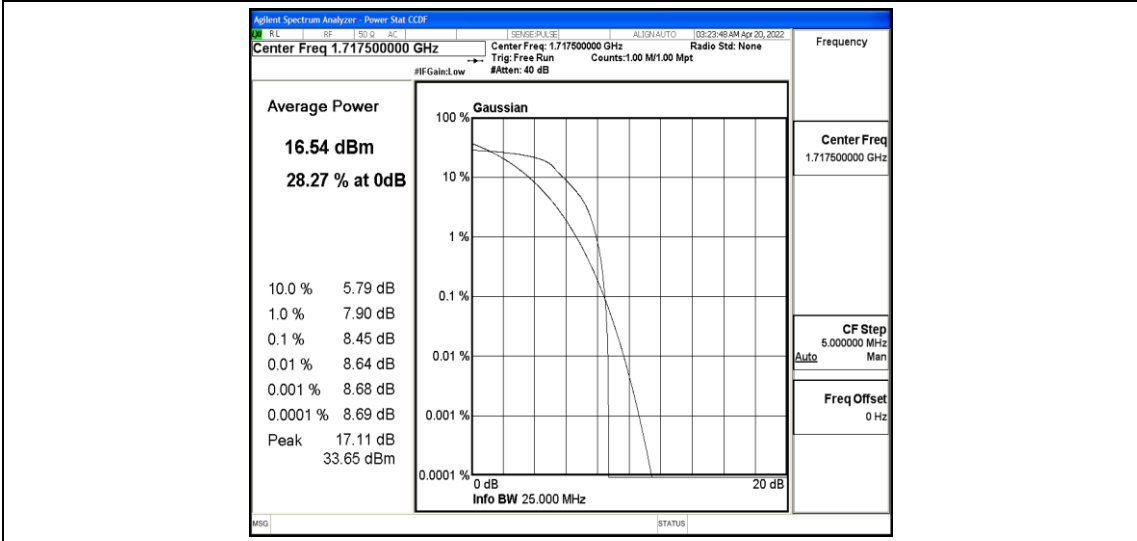 Agilent Spectrum Analyzer - Power Stat CCDF
LXI RL RF 50 Ω AC SENSE:PULSE ALIGNAUTO 03:23:48 AM Apr 20, 2022
Center Freq 1.717500000 GHz
Center Freq: 1.717500000 GHz Radio Std: None
Trig: Free Run Counts:1.00 M/1.00 Mpt
#IFGain:Low #Atten: 40 dB
Frequency
Average Power
16.54 dBm
28.27 % at 0dB
10.0 % 5.79 dB
1.0 % 7.90 dB
0.1 % 8.45 dB
0.01 % 8.64 dB
0.001 % 8.68 dB
0.0001 % 8.69 dB
Peak 17.11 dB
33.65 dBm
Gaussian
100 %
10 %
1 %
0.1 %
0.01 %
0.001 %
0.0001 %
0 dB 20 dB
Info BW 25.000 MHz
Center Freq
1.717500000 GHz
CF Step
5.000000 MHz
Auto Man
Freq Offset
0 Hz
MSG STATUS